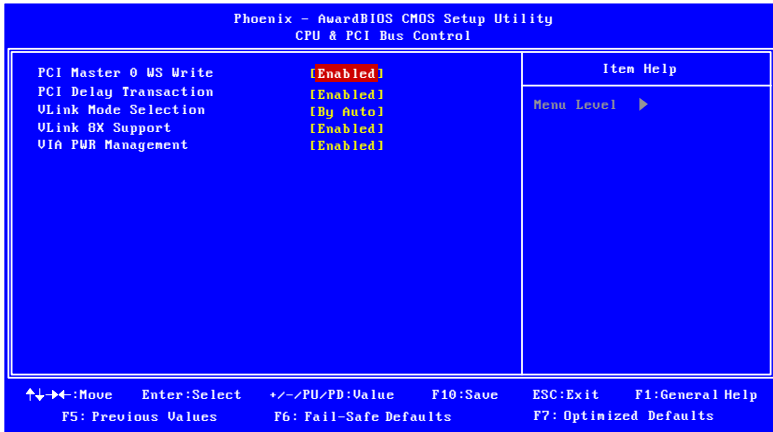 Phoenix - AwardBIOS CMOS Setup Utility
CPU & PCI Bus Control
PCI Master 0 WS Write [Enabled]
PCI Delay Transaction [Enabled]
VLink Mode Selection [By Auto]
VLink 8X Support [Enabled]
VIA PWR Management [Enabled]
Item Help
Menu Level ▶
↑↓→←:Move Enter:Select +/-/PU/PD:Value F10:Save ESC:Exit F1:General Help
F5: Previous Values F6: Fail-Safe Defaults F7: Optimized Defaults